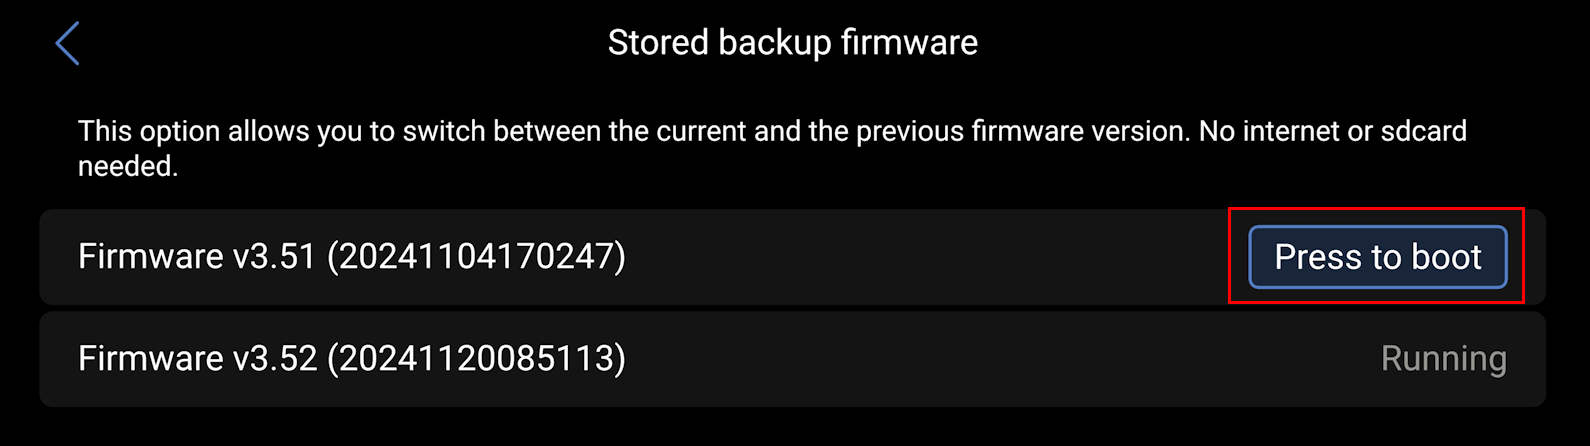 Stored backup firmware
This option allows you to switch between the current and the previous firmware version. No internet or sdcard
needed.
Firmware v3.51 (20241104170247)
Press to boot
Firmware v3.52 (20241120085113)
Running